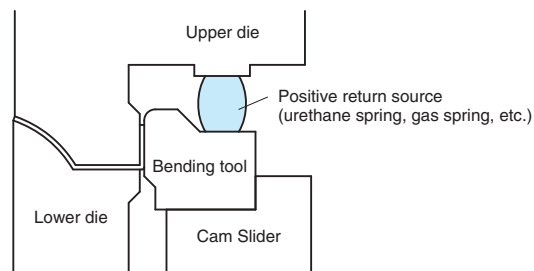 Upper die
Positive return source
(urethane spring, gas spring, etc.)
Bending tool
Lower die
Cam Slider